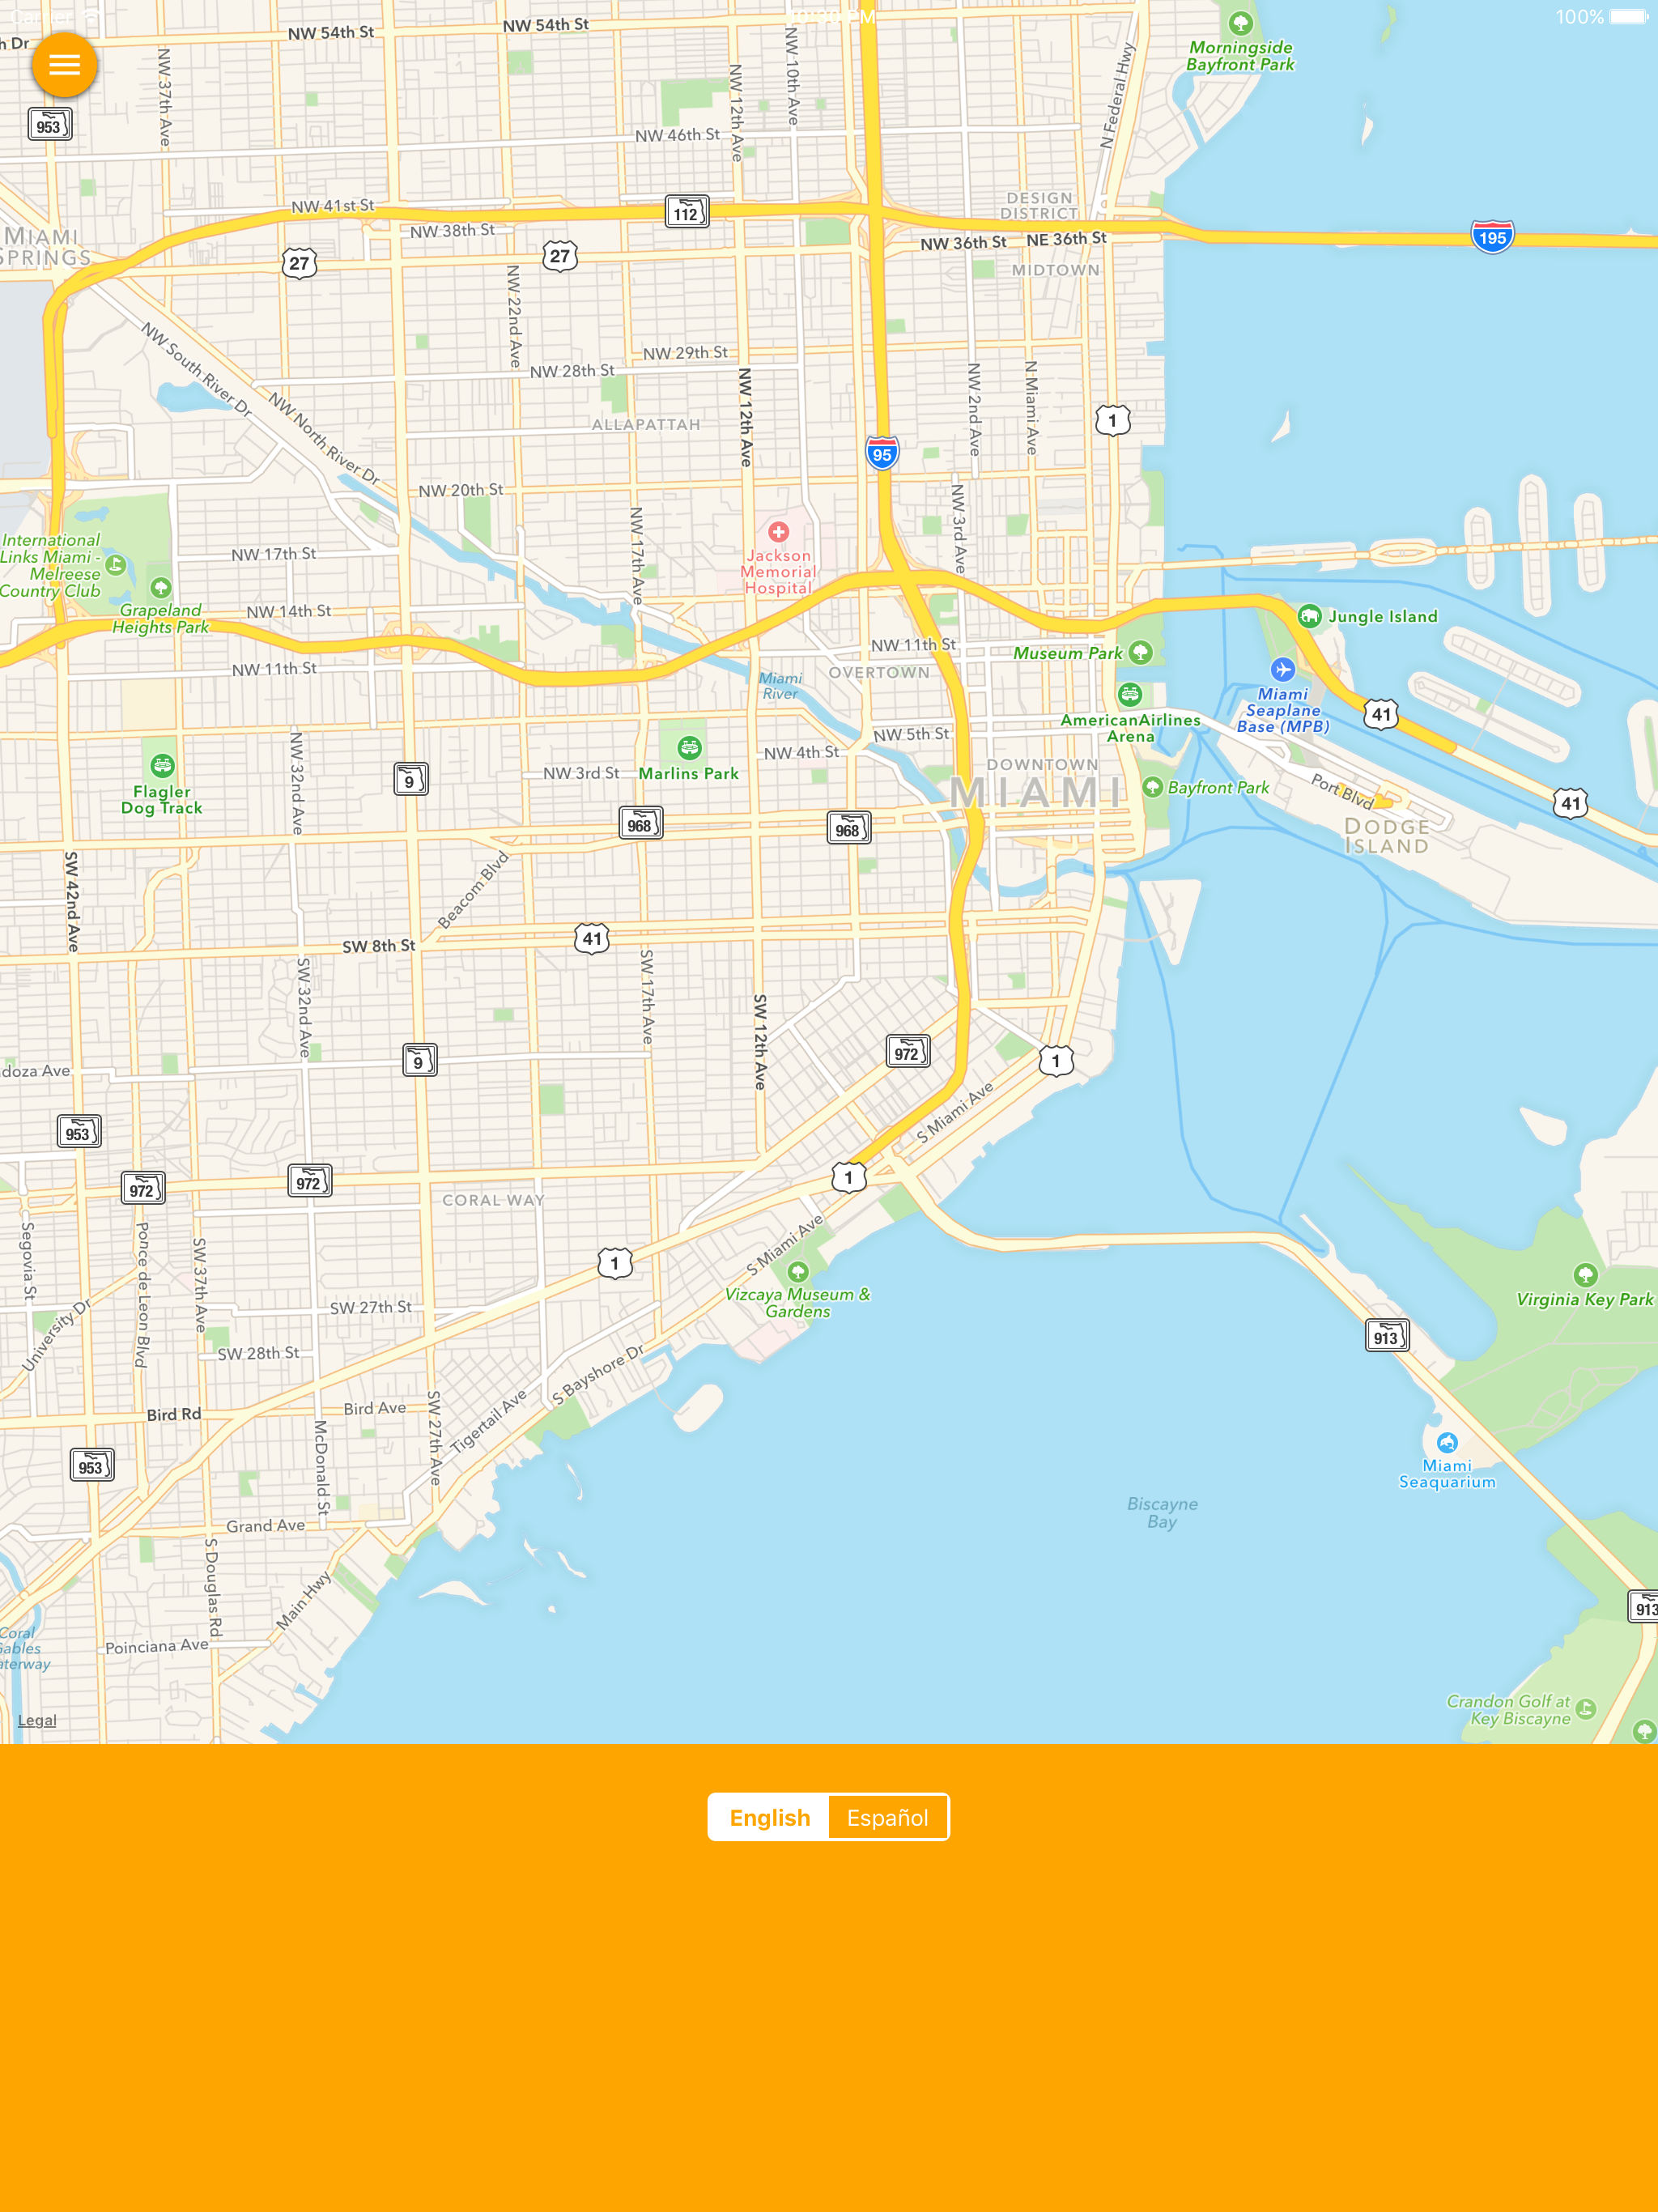 100%
NW 54th St
NW 54th St
h Dr
Morningside
Bayfront Park
NW 37th Ave
NW 10th Ave
NW 12th Ave
N Federal Hwy
953
NW 46th St
NW 41st St
112
DESIGN
DISTRICT
NW 38th St
NW 36th St
NE 36th St
195
MIAMI
SPRINGS
27
27
MIDTOWN
NW 22nd Ave
NW South River Dr
NW 29th St
NW 28th St
NW 12th Ave
NW 2nd Ave
N Miami Ave
NW North River Dr
ALLAPATTAH
1
95
NW 20th St
NW 17th Ave
NW 3rd Ave
International
Links Miami -
Melreese
Country Club
NW 17th St
Jackson
Memorial
Hospital
Grapeland
Heights Park
NW 14th St
Jungle Island
NW 11th St
NW 11th St
Museum Park
OVERTOWN
Miami
River
Miami
Seaplane
Base (MPB)
41
AmericanAirlines
Arena
NW 32nd Ave
NW 5th St
NW 4th St
NW 3rd St
Marlins Park
DOWNTOWN
MIAMI
Bayfront Park
Port Blvd
41
9
Flagler
Dog Track
968
968
DODGE
ISLAND
SW 42nd Ave
Beacom Blvd
SW 8th St
41
SW 32nd Ave
SW 17th Ave
SW 12th Ave
9
972
1
doza Ave
S Miami Ave
953
972
972
1
CORAL WAY
Segovia St
Ponce de Leon Blvd
SW 37th Ave
S Miami Ave
1
Vizcaya Museum &
Gardens
Virginia Key Park
University Dr
SW 27th St
913
SW 28th St
S Bayshore Dr
Bird Rd
Bird Ave
SW 27th Ave
Tigertail Ave
McDonald St
953
Miami
Seaquarium
Biscayne
Bay
Grand Ave
S Douglas Rd
Main Hwy
913
Coral
Gables
aterway
Poinciana Ave
Crandon Golf at
Key Biscayne
Legal
English
Español